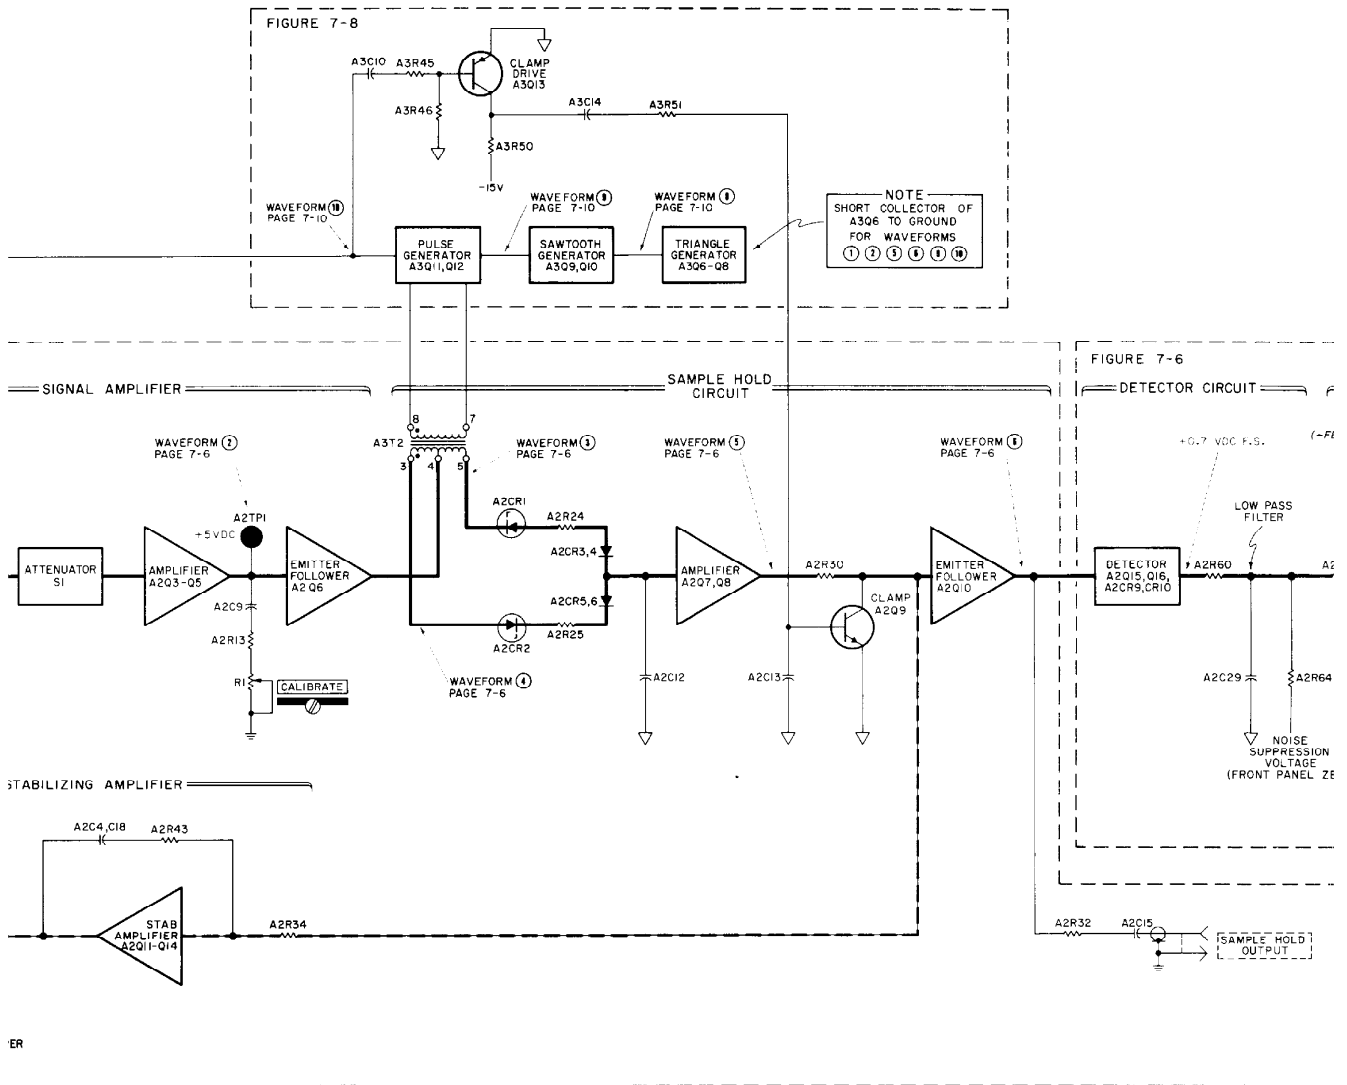 FIGURE 7-8
A3C10 A3R45
CLAMP
DRIVE
A3Q13
A3R46
A3C14
A3R51
A3R50
-15V
WAVEFORM 10
PAGE 7-10
WAVEFORM 9
PAGE 7-10
WAVEFORM 8
PAGE 7-10
NOTE
SHORT COLLECTOR OF
A3Q6 TO GROUND
FOR WAVEFORMS
1 2 5 6 9 10
PULSE
GENERATOR
A3Q11,Q12
SAWTOOTH
GENERATOR
A3Q9,Q10
TRIANGLE
GENERATOR
A3Q6-Q8
FIGURE 7-6
SIGNAL AMPLIFIER
SAMPLE HOLD
CIRCUIT
DETECTOR CIRCUIT
8 7
A3T2
3 4 5
WAVEFORM 2
PAGE 7-6
WAVEFORM 3
PAGE 7-6
WAVEFORM 5
PAGE 7-6
WAVEFORM 6
PAGE 7-6
+0.7 VDC F.S.
A2TP1
+5VDC
A2CR1
A2R24
LOW PASS
FILTER
ATTENUATOR
S1
AMPLIFIER
A2Q3-Q5
EMITTER
FOLLOWER
A2Q6
A2CR3,4
A2CR5,6
AMPLIFIER
A2Q7,Q8
A2R30
CLAMP
A2Q9
EMITTER
FOLLOWER
A2Q10
DETECTOR
A2Q15,Q16,
A2CR9,CR10
A2R60
A2C9
A2R13
A2R25
A2CR2
R1
CALIBRATE
WAVEFORM 4
PAGE 7-6
A2C12
A2C13
A2C29
A2R64
NOISE
SUPPRESSION
VOLTAGE
(FRONT PANEL ZE
STABILIZING AMPLIFIER
A2C4,C18
A2R43
STAB
AMPLIFIER
A2Q11-Q14
A2R34
A2R32
A2C15
SAMPLE HOLD
OUTPUT
ER